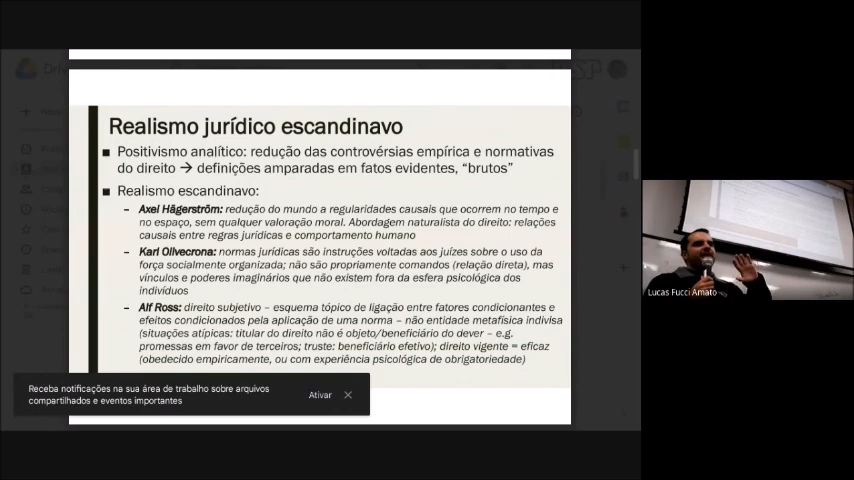 Realismo jurídico escandinavo
■ Positivismo analítico: redução das controvérsias empírica e normativas
do direito → definições amparadas em fatos evidentes, “brutos”
■ Realismo escandinavo:
– Axel Hägerström: redução do mundo a regularidades causais que ocorrem no tempo e
no espaço, sem qualquer valoração moral. Abordagem naturalista do direito: relações
causais entre regras jurídicas e comportamento humano
– Karl Olivecrona: normas jurídicas são instruções voltadas aos juízes sobre o uso da
força socialmente organizada; não são propriamente comandos (relação direta), mas
vínculos e poderes imaginários que não existem fora da esfera psicológica dos
indivíduos
– Alf Ross: direito subjetivo – esquema tópico de ligação entre fatores condicionantes e
efeitos condicionados pela aplicação de uma norma – não entidade metafísica indivisa
(situações atípicas: titular do direito não é objeto/beneficiário do dever – e.g.
promessas em favor de terceiros; truste: beneficiário efetivo); direito vigente = eficaz
(obedecido empiricamente, ou com experiência psicológica de obrigatoriedade)
Receba notificações na sua área de trabalho sobre arquivos
compartilhados e eventos importantes
Ativar
Lucas Fucci Amato